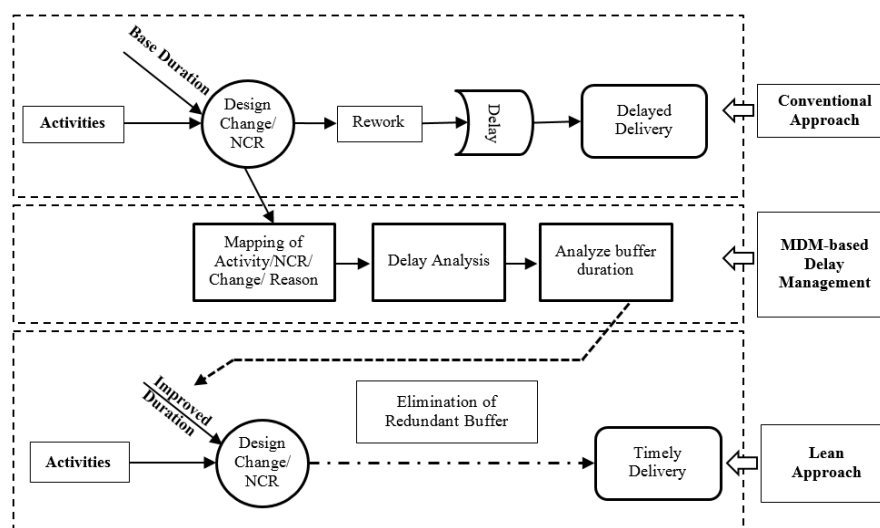 Base Duration
Activities
Design
Change/
NCR
Rework
Delay
Delayed
Delivery
Conventional
Approach
Mapping of
Activity/NCR/
Change/ Reason
Delay Analysis
Analyze buffer
duration
MDM-based
Delay
Management
Improved
Duration
Elimination of
Redundant Buffer
Activities
Design
Change/
NCR
Timely
Delivery
Lean
Approach